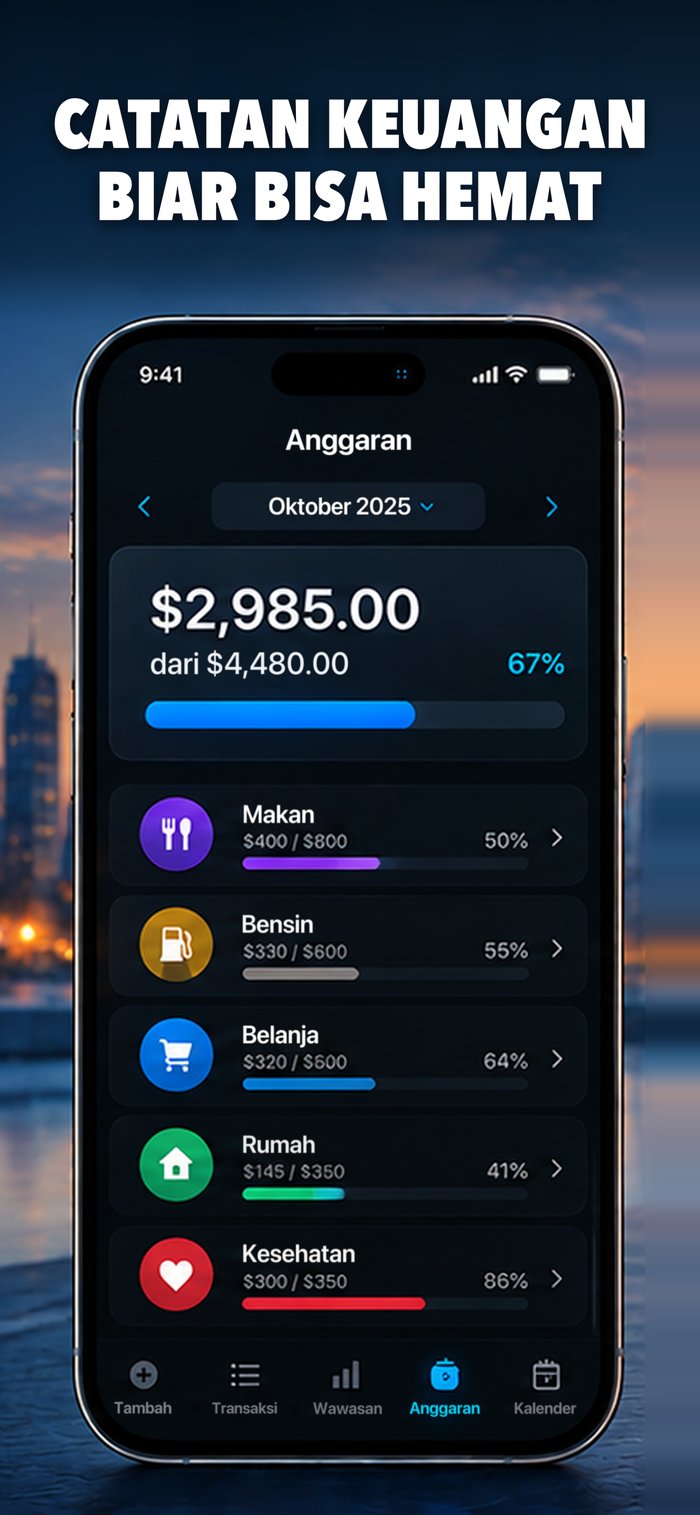 CATATAN KEUANGAN
BIAR BISA HEMAT
9:41
Anggaran
Oktober 2025
$2,985.00
dari $4,480.00
67%
Makan
$400 / $800
50%
Bensin
$330 / $600
55%
Belanja
$320 / $600
64%
Rumah
$145 / $350
41%
Kesehatan
$300 / $350
86%
Tambah
Transaksi
Wawasan
Anggaran
Kalender